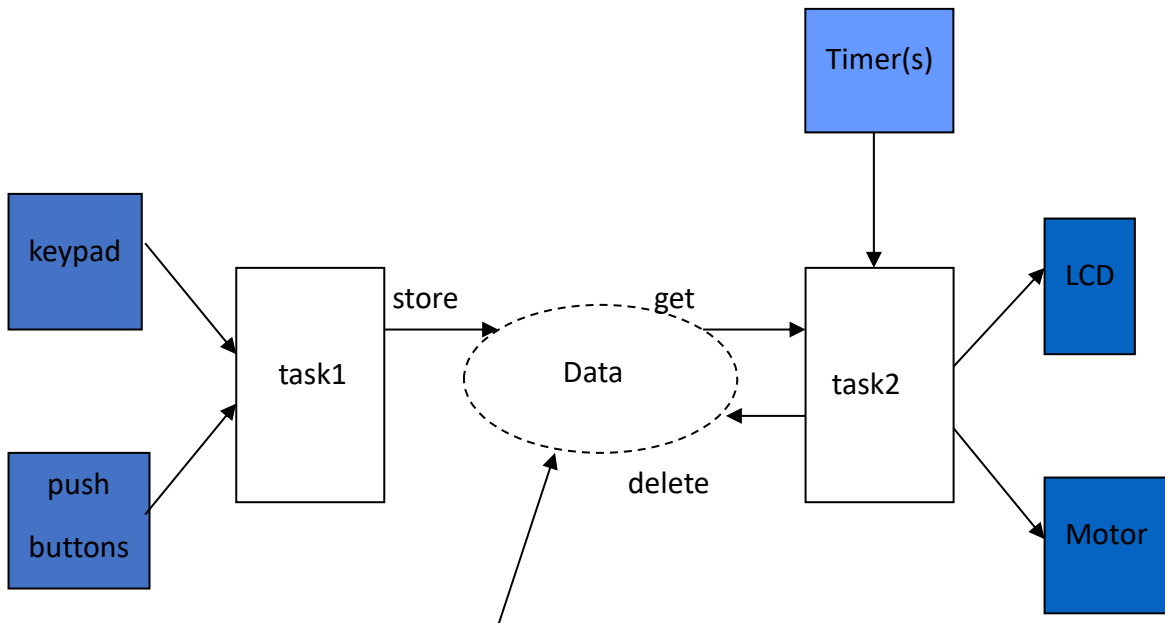 Timer(s)
keypad
LCD
store
get
task1
Data
task2
push
buttons
delete
Motor